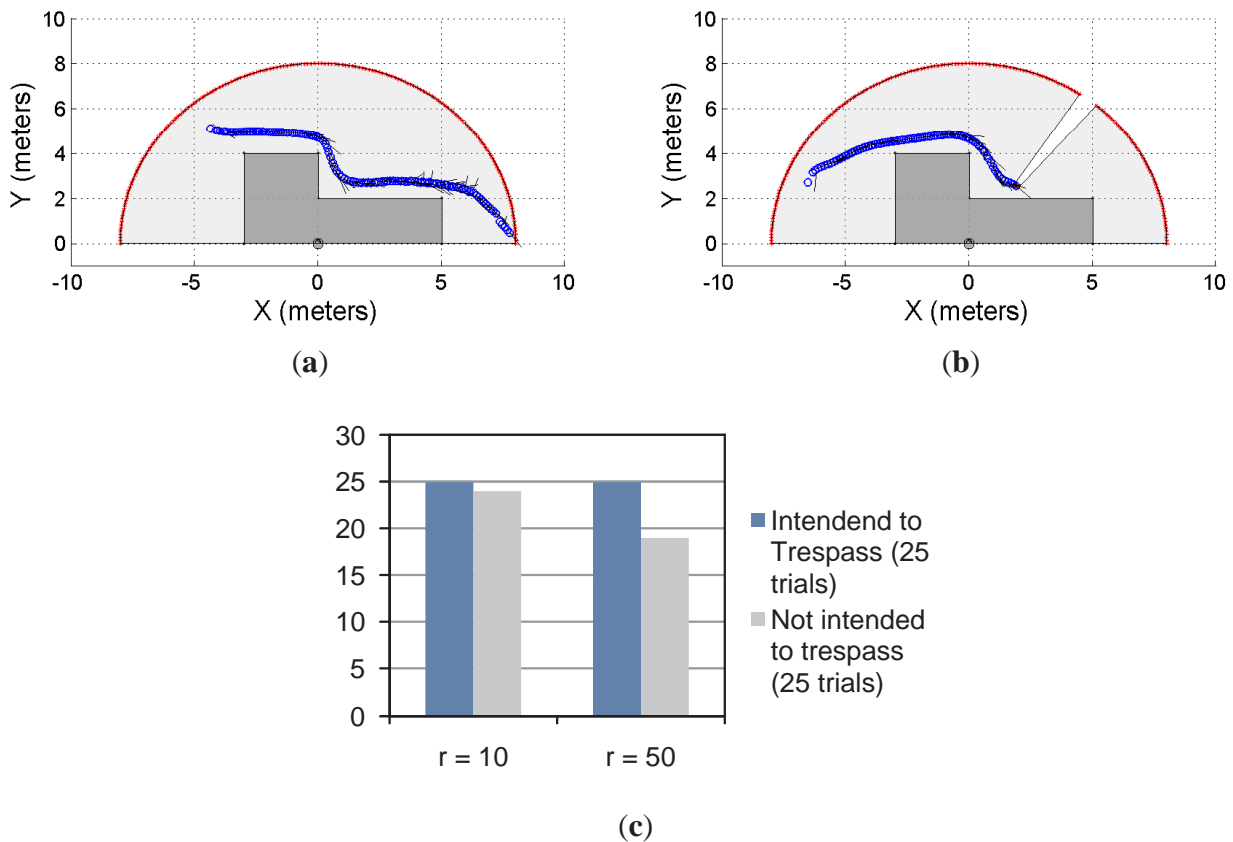 10
8
6
4
2
0
Y (meters)
-10
-5
0
5
10
X (meters)
(a)
10
8
6
4
2
0
Y (meters)
-10
-5
0
5
10
X (meters)
(b)
30
25
20
15
10
5
0
r = 10
r = 50
Intendend to
Trespass (25
trials)
Not intended
to trespass
(25 trials)
(c)